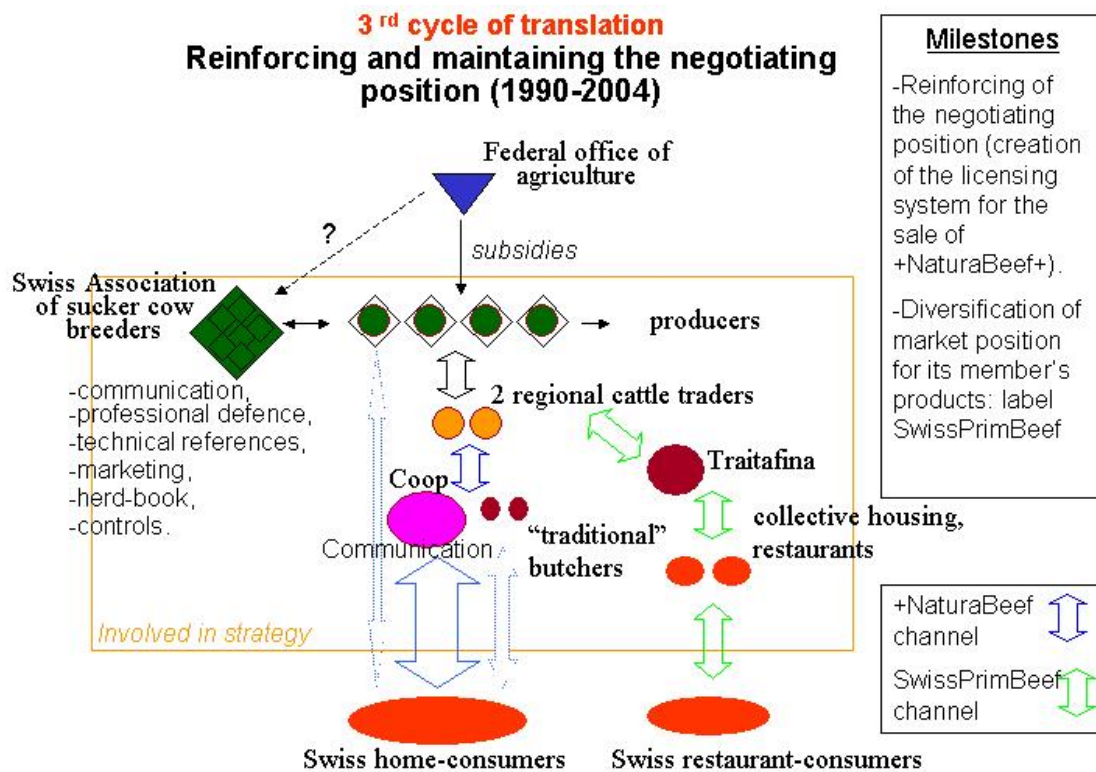 3 rd cycle of translation
Reinforcing and maintaining the negotiating
position (1990-2004)
Federal office of
agriculture
?
subsidies
Swiss Association
of sucker cow
breeders
producers
-communication,
-professional defence,
-technical references,
-marketing,
-herd-book,
-controls.
2 regional cattle traders
Coop
Traitafina
Communication
"traditional"
butchers
collective housing,
restaurants
Involved in strategy
Swiss home-consumers
Swiss restaurant-consumers
Milestones
-Reinforcing of
the negotiating
position (creation
of the licensing
system for the
sale of
+NaturaBeef+).
-Diversification of
market position
for its member's
products: label
SwissPrimBeef
+NaturaBeef
channel
SwissPrimBeef
channel